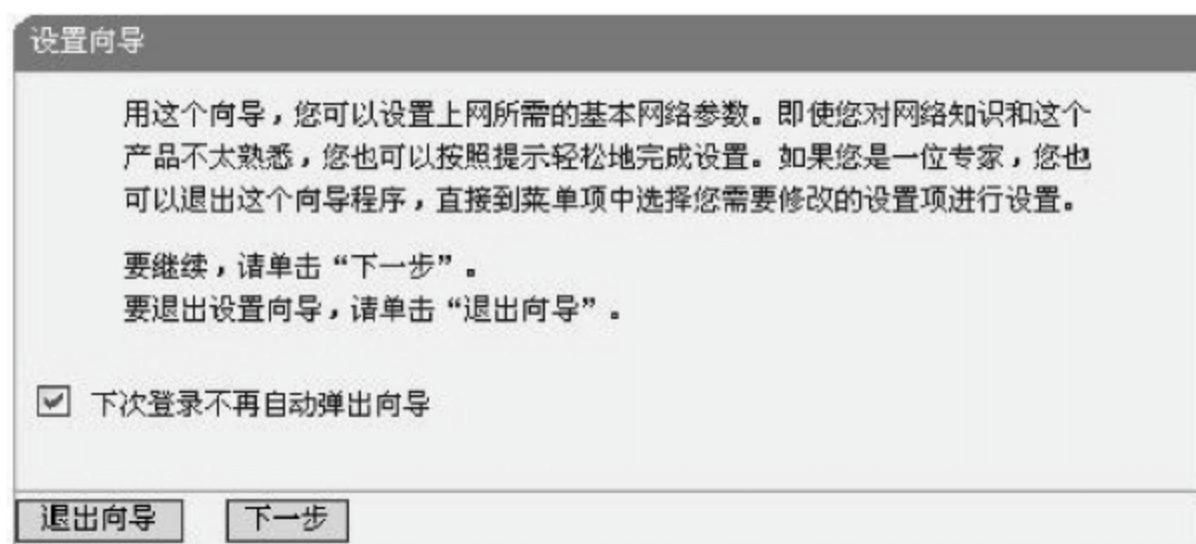 设置向导
用这个向导，您可以设置上网所需的基本网络参数。即使您对网络知识和这个
产品不太熟悉，您也可以按照提示轻松地完成设置。如果您是一位专家，您也
可以退出这个向导程序，直接到菜单项中选择您需要修改的设置项进行设置。
要继续，请单击“下一步”。
要退出设置向导，请单击“退出向导”。
下次登录不再自动弹出向导
退出向导 下一步